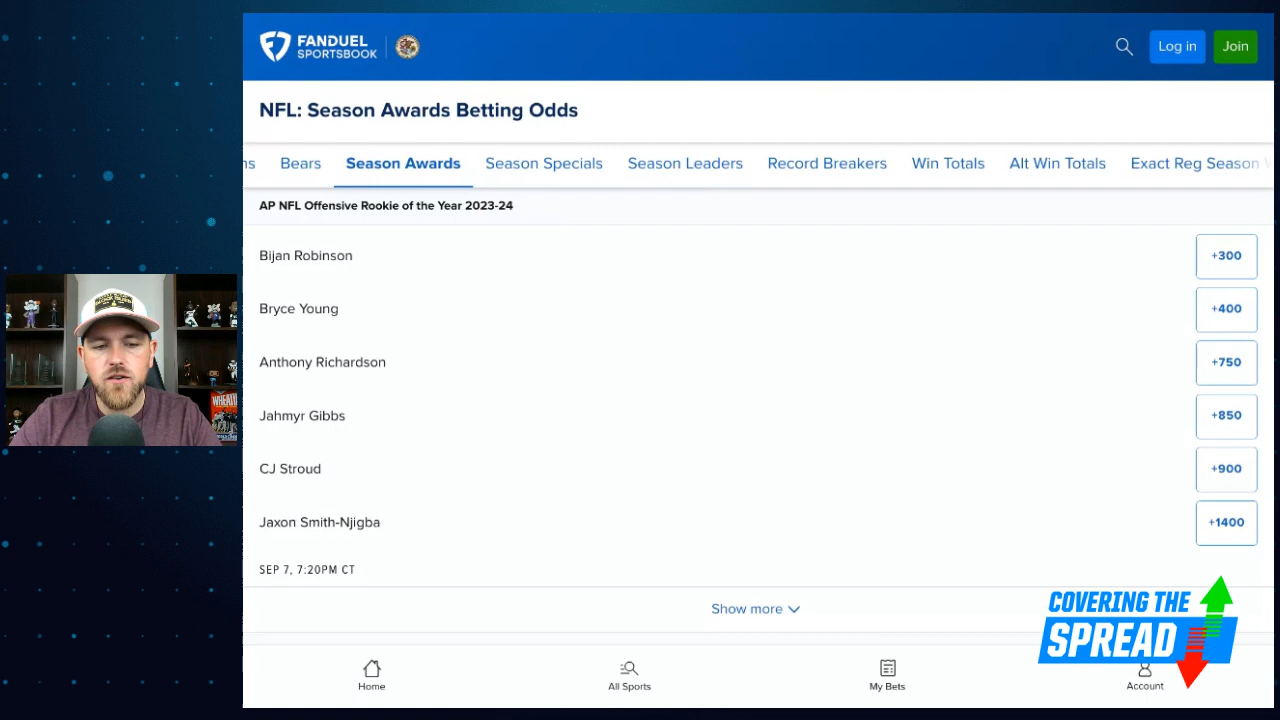 FANDUEL
SPORTSBOOK
Log in
Join
NFL: Season Awards Betting Odds
ns Bears Season Awards Season Specials Season Leaders Record Breakers Win Totals Alt Win Totals Exact Reg Season W
AP NFL Offensive Rookie of the Year 2023-24
Bijan Robinson +300
Bryce Young +400
Anthony Richardson +750
Jahmyr Gibbs +850
CJ Stroud +900
Jaxon Smith-Njigba +1400
SEP 7, 7:20PM CT
Show more
COVERING THE
SPREAD
Home All Sports My Bets Account
WHEATIE